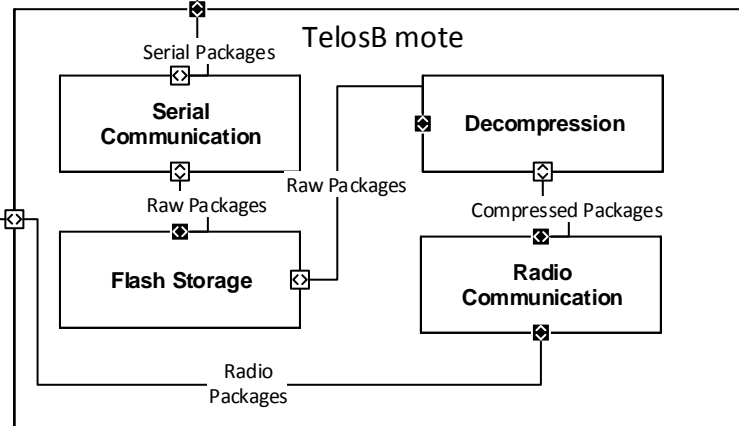 TelosB mote
Serial Packages
Serial
Communication
Decompression
Raw Packages
Raw Packages
Compressed Packages
Flash Storage
Radio
Communication
Radio
Packages